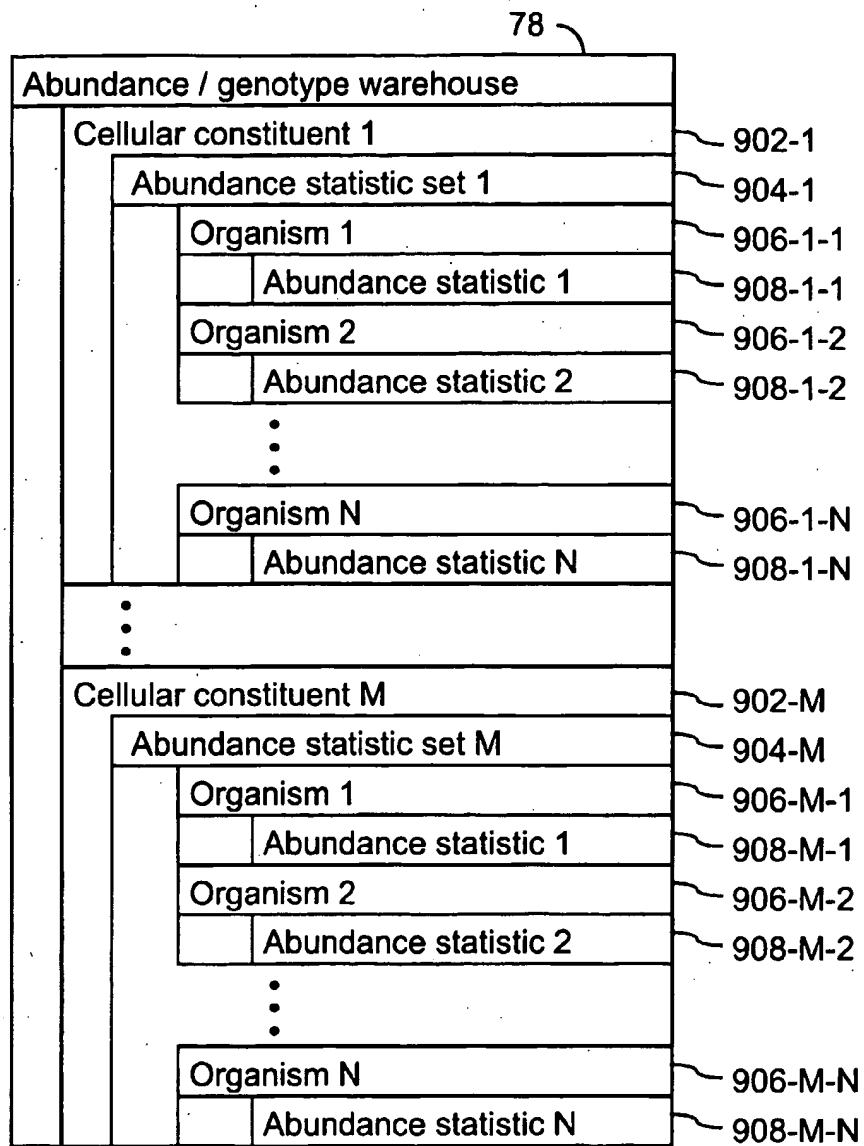 78
Abundance / genotype warehouse
Cellular constituent 1 902-1
Abundance statistic set 1 904-1
Organism 1 906-1-1
Abundance statistic 1 908-1-1
Organism 2 906-1-2
Abundance statistic 2 908-1-2
Organism N 906-1-N
Abundance statistic N 908-1-N
Cellular constituent M 902-M
Abundance statistic set M 904-M
Organism 1 906-M-1
Abundance statistic 1 908-M-1
Organism 2 906-M-2
Abundance statistic 2 908-M-2
Organism N 906-M-N
Abundance statistic N 908-M-N